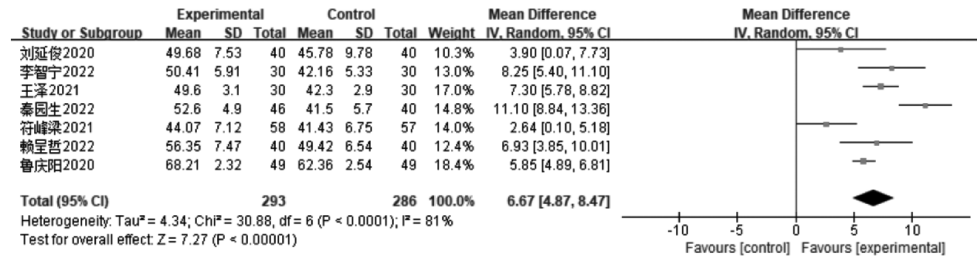 Experimental Control Mean Difference Mean Difference
Study or Subgroup Mean SD Total Mean SD Total Weight IV, Random, 95% CI IV, Random, 95% CI
刘延俊2020 49.68 7.53 40 45.78 9.78 40 10.3% 3.90 [0.07, 7.73]
李智宁2022 50.41 5.91 30 42.16 5.33 30 13.0% 8.25 [5.40, 11.10]
王泽2021 49.6 3.1 30 42.3 2.9 30 17.0% 7.30 [5.78, 8.82]
秦园生2022 52.6 4.9 46 41.5 5.7 40 14.8% 11.10 [8.84, 13.36]
符峰梁2021 44.07 7.12 58 41.43 6.75 57 14.0% 2.64 [0.10, 5.18]
赖呈哲2022 56.35 7.47 40 49.42 6.54 40 12.4% 6.93 [3.85, 10.01]
鲁庆阳2020 68.21 2.32 49 62.36 2.54 49 18.4% 5.85 [4.89, 6.81]
Total (95% CI) 293 286 100.0% 6.67 [4.87, 8.47]
Heterogeneity: Tau² = 4.34; Chi² = 30.88, df = 6 (P < 0.0001); I² = 81%
Test for overall effect: Z = 7.27 (P < 0.00001)
-10 -5 0 5 10
Favours [control] Favours [experimental]